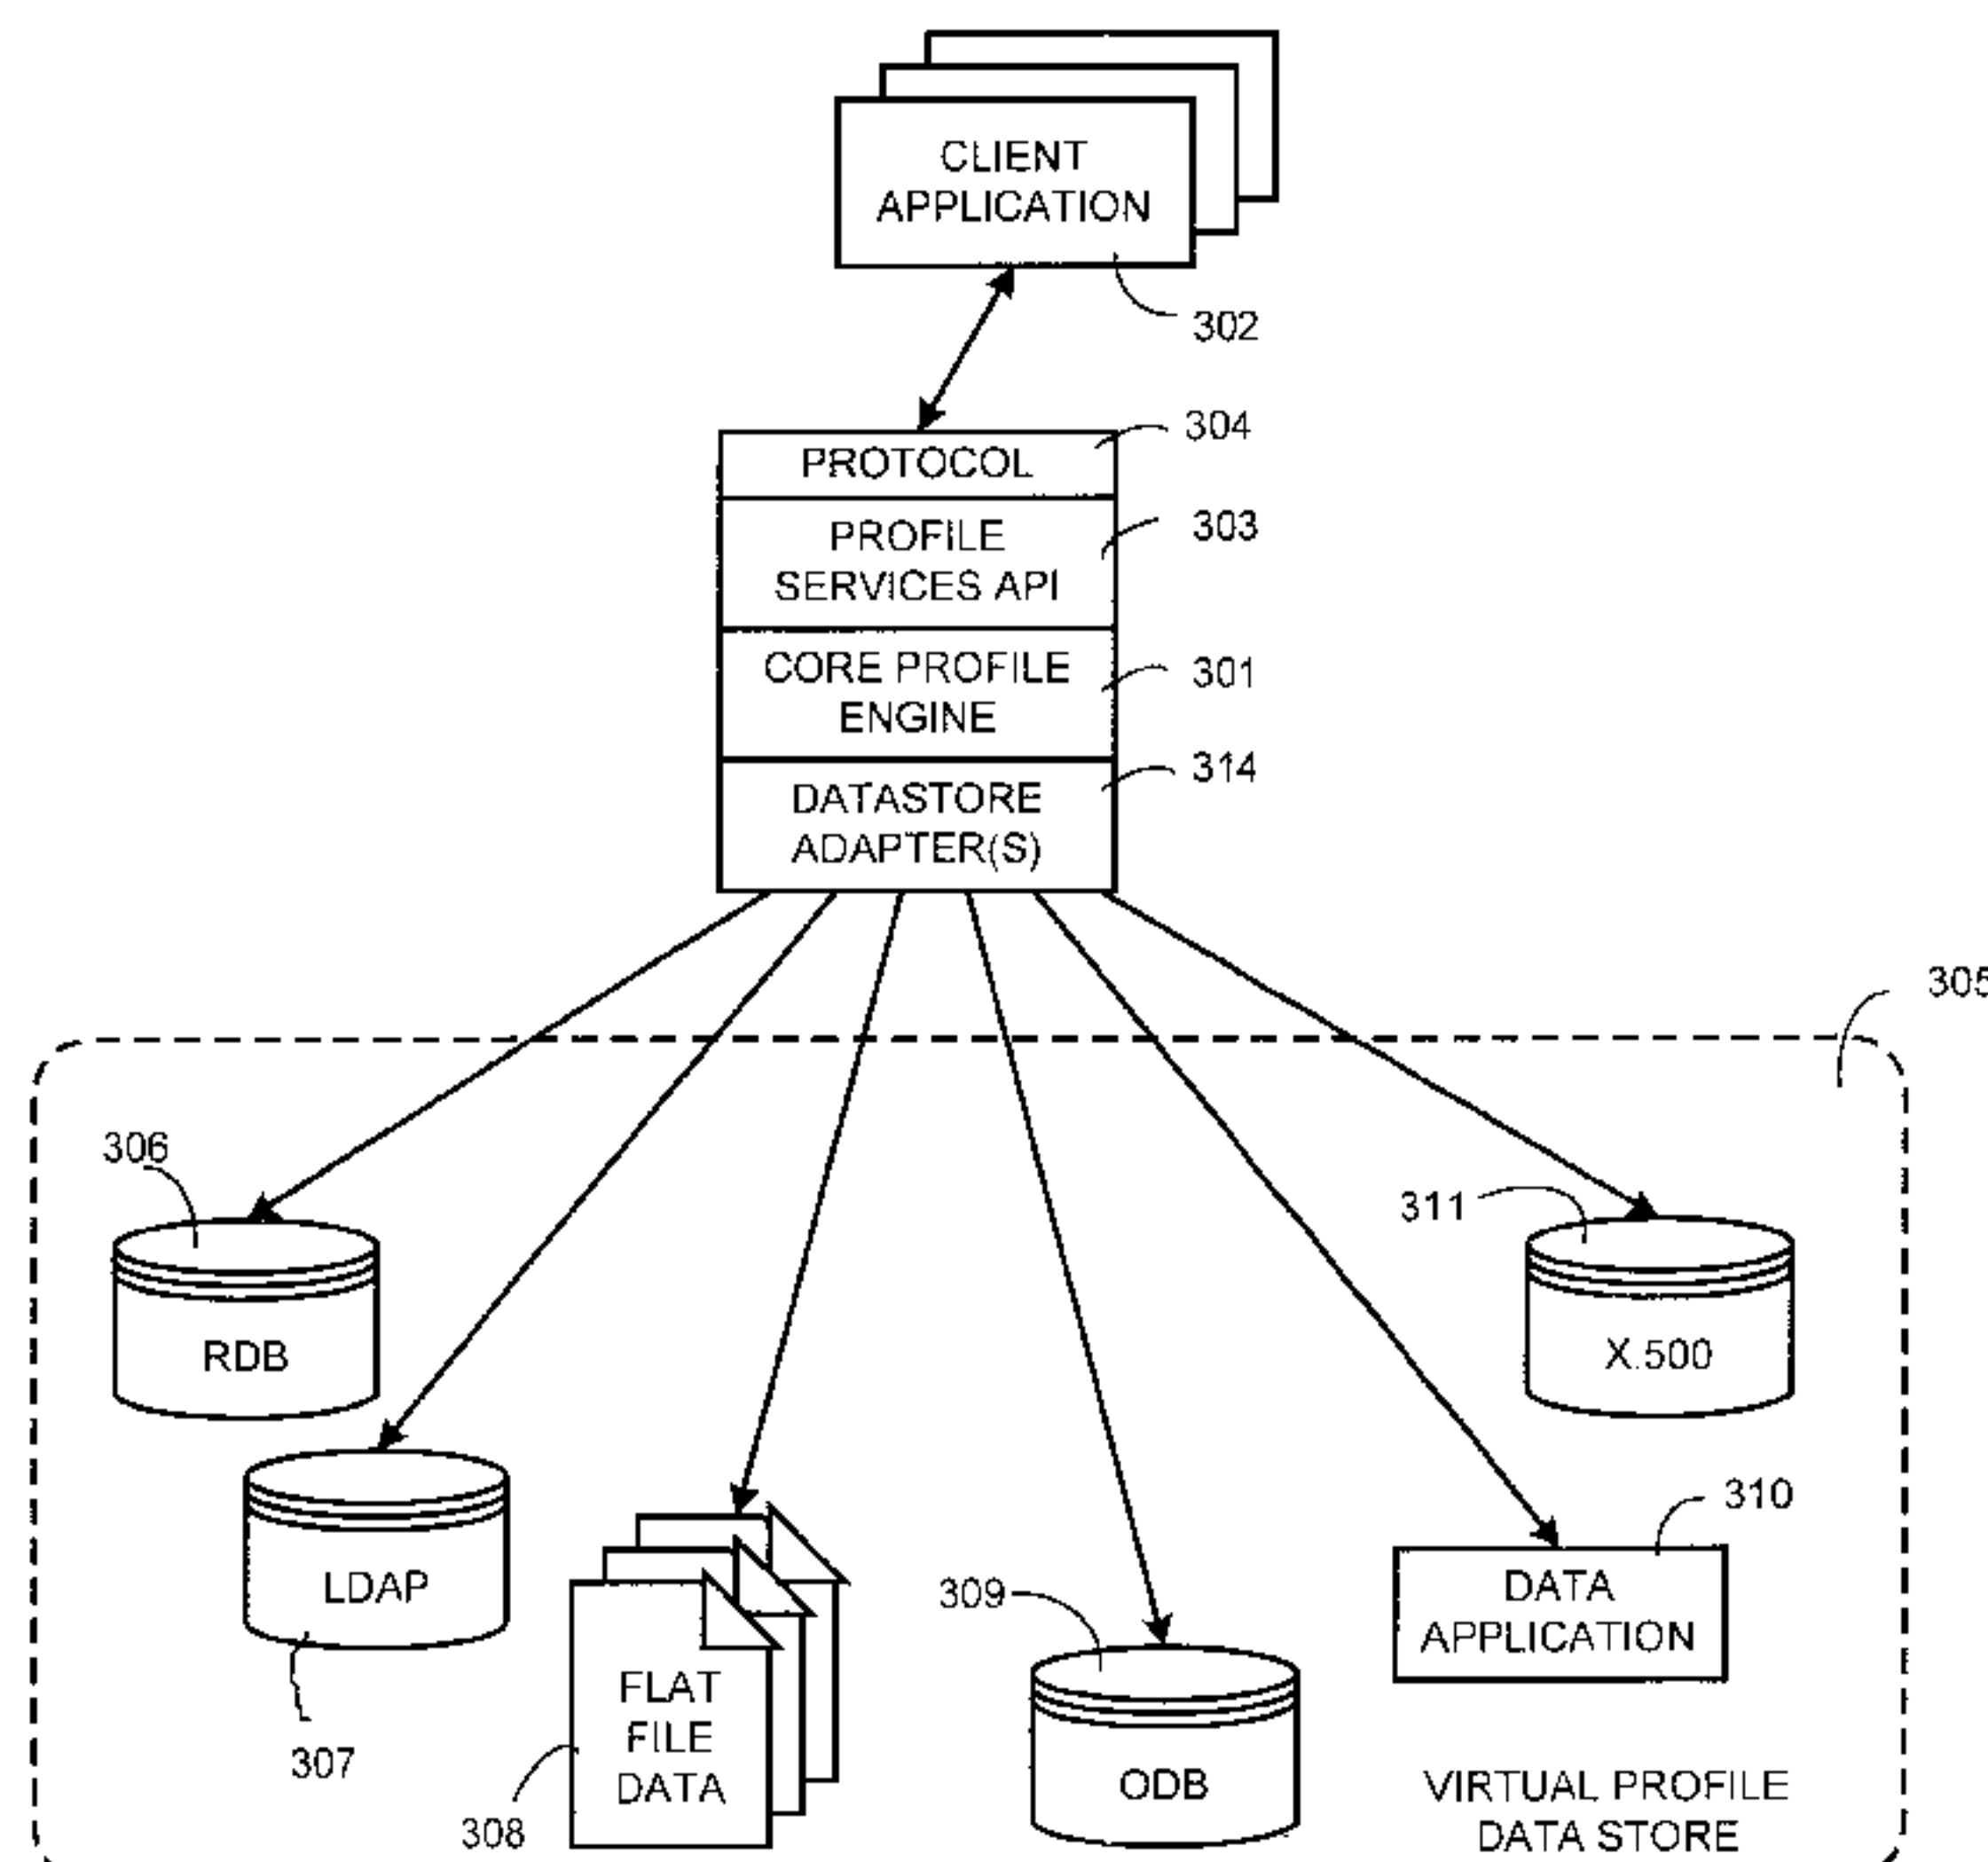 CLIENT
APPLICATION
302
304
PROTOCOL
303
PROFILE
SERVICES API
301
CORE PROFILE
ENGINE
314
DATASTORE
ADAPTER(S)
305
306
311
RDB
X.500
310
LDAP
DATA
APPLICATION
309
307
FLAT
FILE
DATA
308
ODB
VIRTUAL PROFILE
DATA STORE